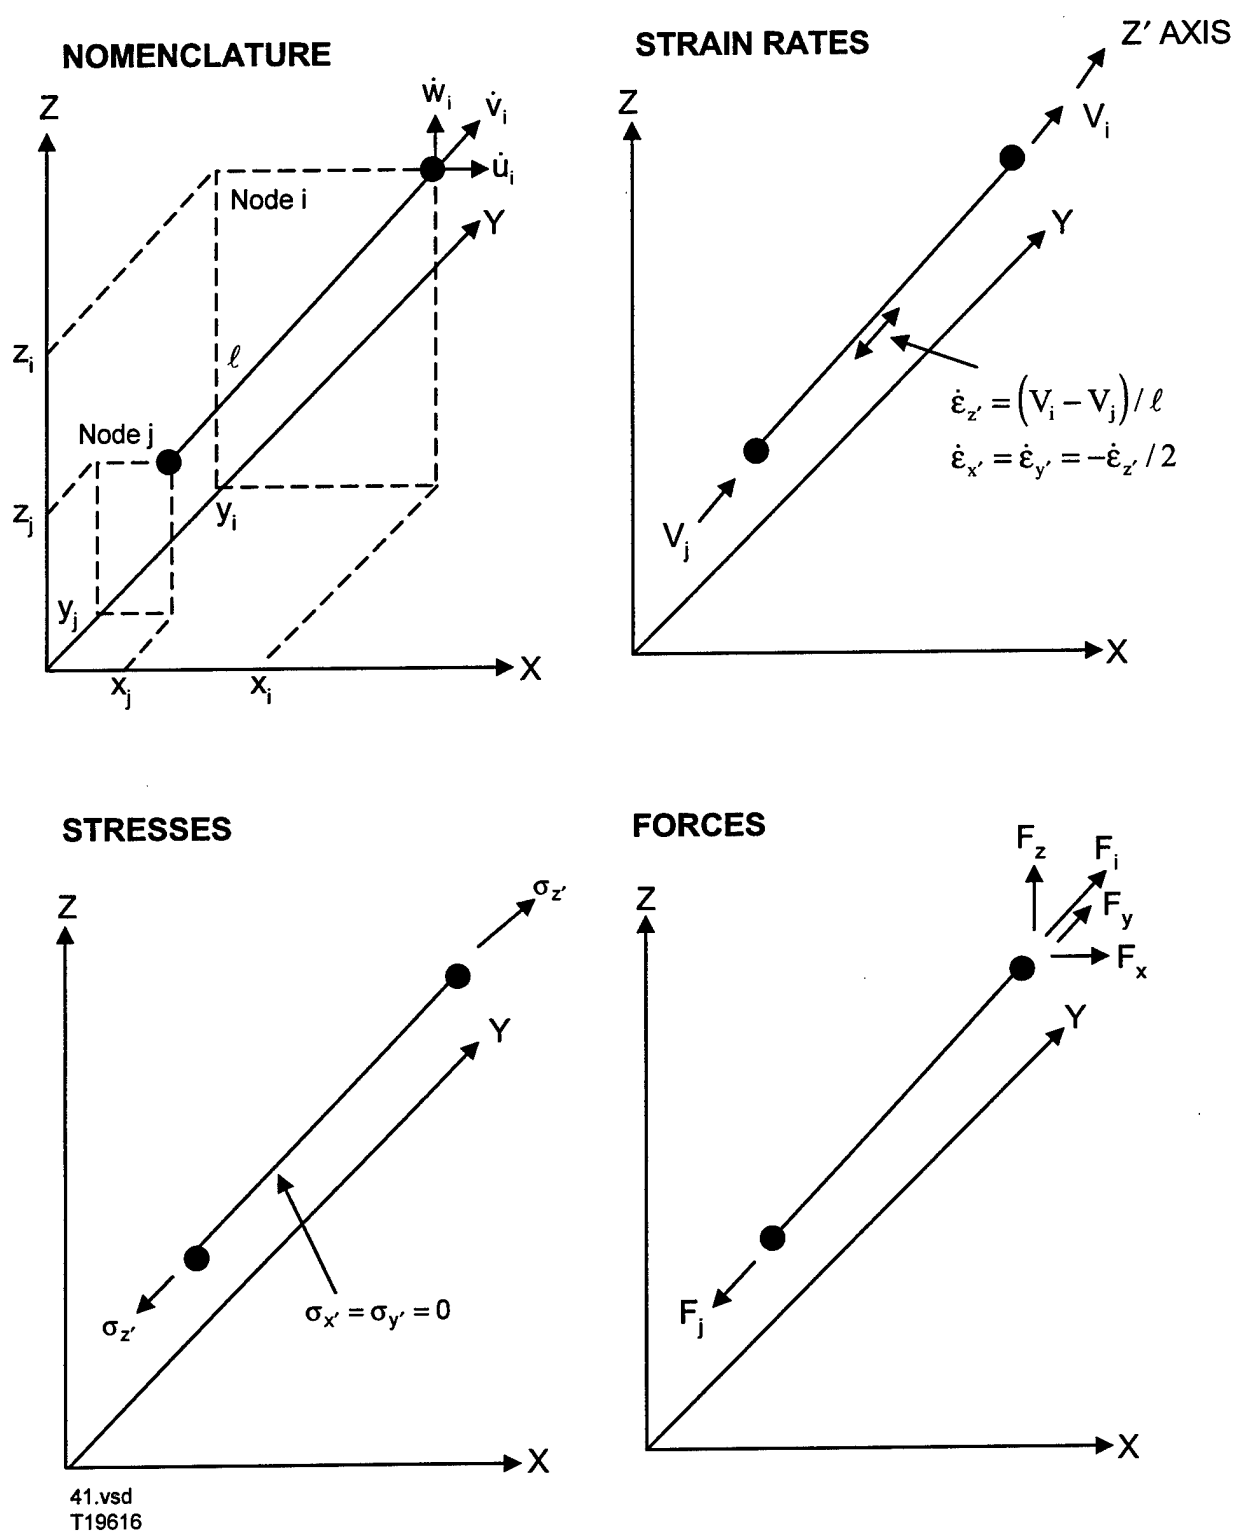 NOMENCLATURE
Z
ẇᵢ
v̇ᵢ
u̇ᵢ
Node i
Y
zᵢ
ℓ
Node j
zⱼ
yᵢ
yⱼ
X
xⱼ
xᵢ
STRAIN RATES
Z′ AXIS
Z
Vᵢ
Y
ε̇z′ = (Vᵢ − Vⱼ) / ℓ
ε̇x′ = ε̇y′ = −ε̇z′ / 2
Vⱼ
X
STRESSES
σz′
Z
Y
σx′ = σy′ = 0
σz′
X
FORCES
Fz
Fᵢ
Z
Fy
Fx
Y
Fⱼ
X
41.vsd
T19616